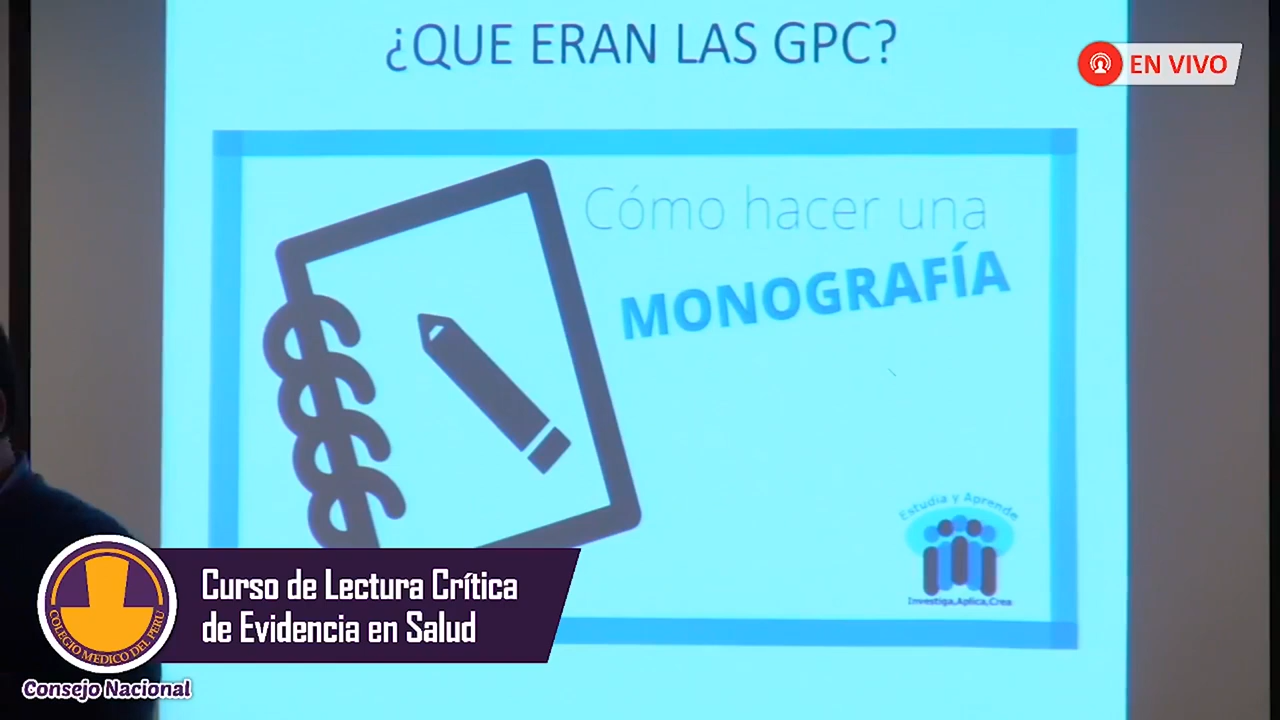 ¿QUE ERAN LAS GPC?
EN VIVO
Cómo hacer una
MONOGRAFÍA
Estudia y Aprende
Investiga,Aplica,Crea
Curso de Lectura Crítica
de Evidencia en Salud
COLEGIO MEDICO DEL PERU
Consejo Nacional